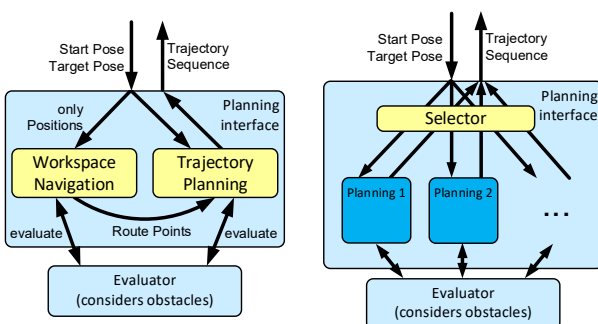 Start Pose
Target Pose
Trajectory
Sequence
only
Positions
Planning
interface
Workspace
Navigation
Trajectory
Planning
evaluate
Route Points
evaluate
Evaluator
(considers obstacles)
Start Pose
Target Pose
Trajectory
Sequence
Planning
interface
Selector
Planning 1
Planning 2
...
Evaluator
(considers obstacles)